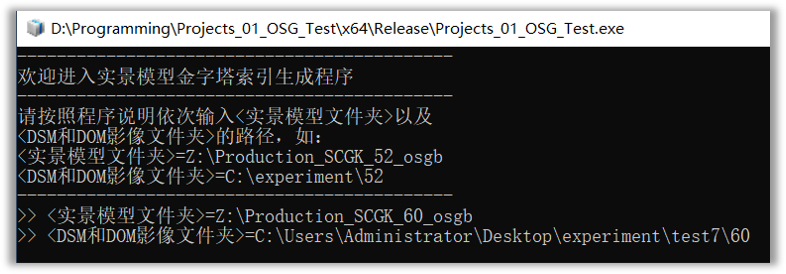 D:\Programming\Projects_01_OSG_Test\x64\Release\Projects_01_OSG_Test.exe
--------------------------------------------
欢迎进入实景模型金字塔索引生成程序
--------------------------------------------
请按照程序说明依次输入<实景模型文件夹>以及
<DSM和DOM影像文件夹>的路径，如：
<实景模型文件夹>=Z:\Production_SCGK_52_osgb
<DSM和DOM影像文件夹>=C:\experiment\52
--------------------------------------------
>> <实景模型文件夹>=Z:\Production_SCGK_60_osgb
>> <DSM和DOM影像文件夹>=C:\Users\Administrator\Desktop\experiment\test7\60